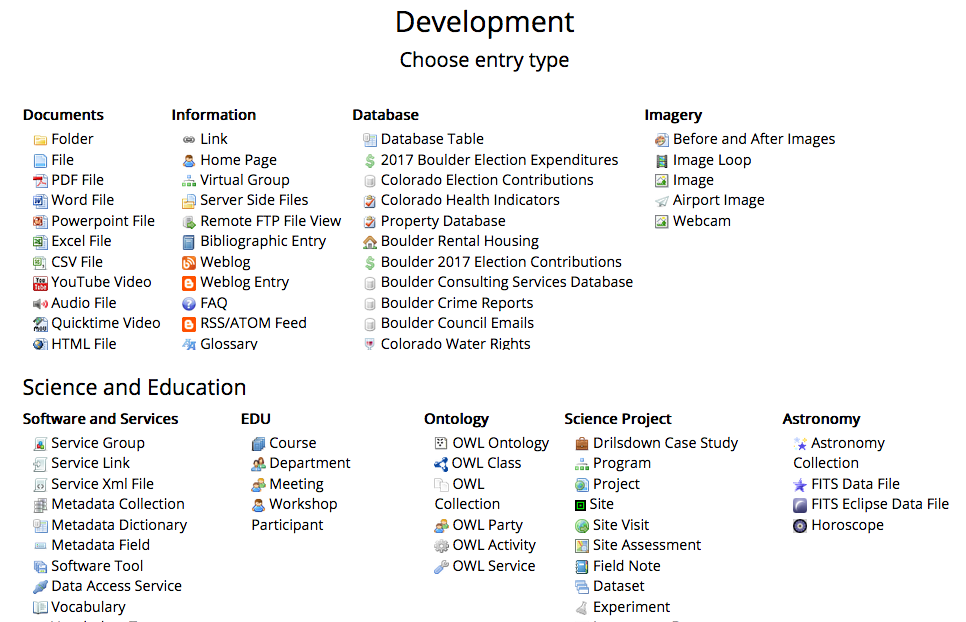 Development
Choose entry type
Documents
Folder
File
PDF File
Word File
Powerpoint File
Excel File
CSV File
YouTube Video
Audio File
Quicktime Video
HTML File
Information
Link
Home Page
Virtual Group
Server Side Files
Remote FTP File View
Bibliographic Entry
Weblog
Weblog Entry
FAQ
RSS/ATOM Feed
Glossary
Database
Database Table
2017 Boulder Election Expenditures
Colorado Election Contributions
Colorado Health Indicators
Property Database
Boulder Rental Housing
Boulder 2017 Election Contributions
Boulder Consulting Services Database
Boulder Crime Reports
Boulder Council Emails
Colorado Water Rights
Imagery
Before and After Images
Image Loop
Image
Airport Image
Webcam
Science and Education
Software and Services
Service Group
Service Link
Service Xml File
Metadata Collection
Metadata Dictionary
Metadata Field
Software Tool
Data Access Service
Vocabulary
EDU
Course
Department
Meeting
Workshop
Participant
Ontology
OWL Ontology
OWL Class
OWL
Collection
OWL Party
OWL Activity
OWL Service
Science Project
Drilsdown Case Study
Program
Project
Site
Site Visit
Site Assessment
Field Note
Dataset
Experiment
Astronomy
Astronomy
Collection
FITS Data File
FITS Eclipse Data File
Horoscope